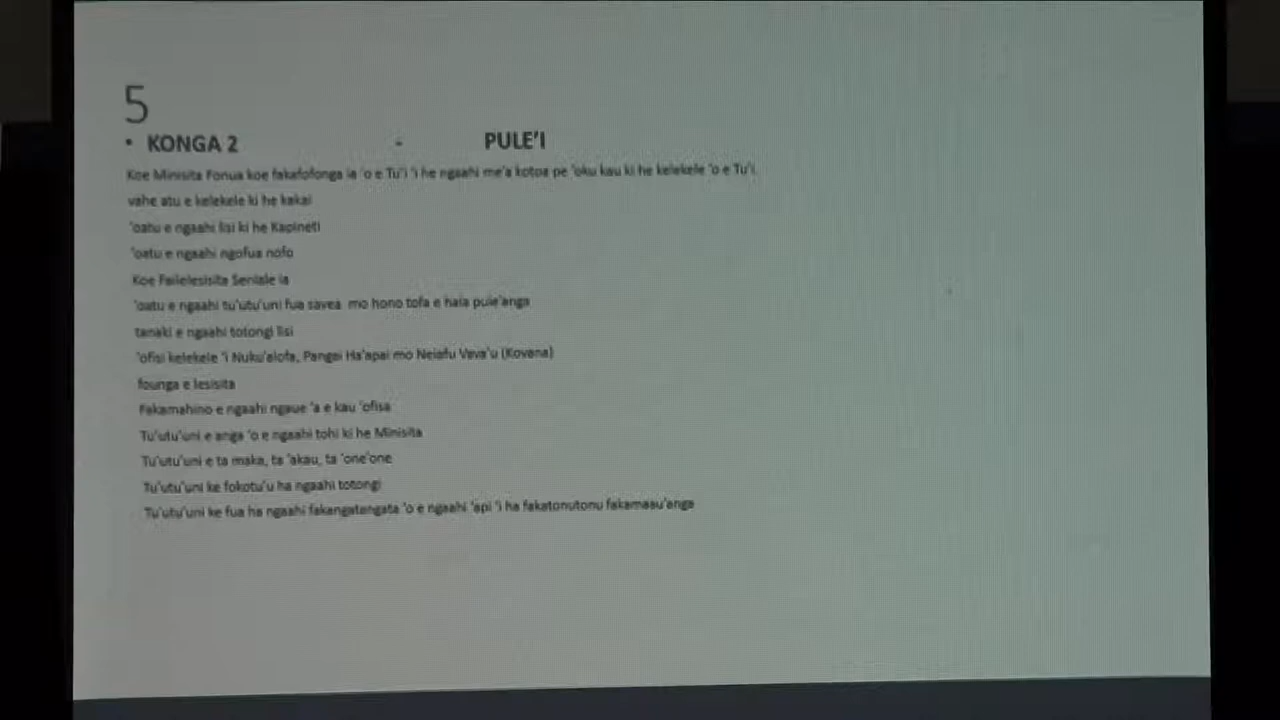 5
• KONGA 2 - PULE'I
Koe Minisita Fonua koe fakafofonga ia 'o e Tu'i 'i he ngaahi me'a kotoa pe 'oku kau ki he kelekele 'o e Tu'i.
vahe atu e kelekele ki he kakai
'oatu e ngaahi lisi ki he Kapineti
'oatu e ngaahi ngofua nofo
Koe Failelesisita Seniale ia
'oatu e ngaahi tu'utu'uni fua savea mo hono tofa e hala pule'anga
tanaki e ngaahi totongi lisi
'ofisi kelekele 'i Nuku'alofa, Pangai Ha'apai mo Neiafu Vava'u (Kovana)
founga e lesisita
Fakamahino e ngaahi ngaue 'a e kau 'ofisa
Tu'utu'uni e anga 'o e ngaahi tohi ki he Minisita
Tu'utu'uni e ta maka, ta 'akau, ta 'one'one
Tu'utu'uni ke fokotu'u ha ngaahi totongi
Tu'utu'uni ke fua ha ngaahi fakangatangata 'o e ngaahi 'api 'i ha fakatonutonu fakamaau'anga